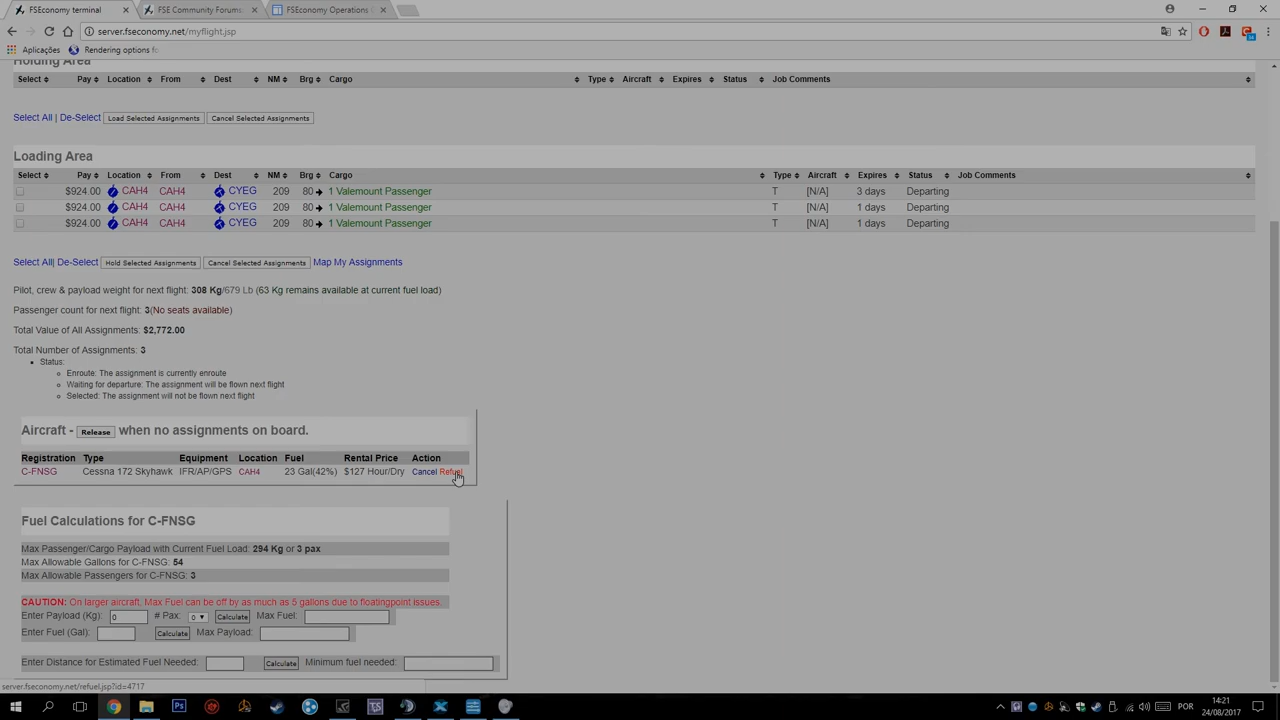 FSEconomy terminal
FSE Community Forums
FSEconomy Operations
server.fseconomy.net/myflight.jsp
Aplicações
Rendering options fo
Holding Area
Select Pay Location From Dest NM Brg Cargo Type Aircraft Expires Status Job Comments
Select All | De-Select Load Selected Assignments Cancel Selected Assignments
Loading Area
Select Pay Location From Dest NM Brg Cargo Type Aircraft Expires Status Job Comments
$924.00 CAH4 CAH4 CYEG 209 80 1 Valemount Passenger T [N/A] 3 days Departing
$924.00 CAH4 CAH4 CYEG 209 80 1 Valemount Passenger T [N/A] 1 days Departing
$924.00 CAH4 CAH4 CYEG 209 80 1 Valemount Passenger T [N/A] 1 days Departing
Select All| De-Select Hold Selected Assignments Cancel Selected Assignments Map My Assignments
Pilot, crew & payload weight for next flight: 308 Kg/679 Lb (63 Kg remains available at current fuel load)
Passenger count for next flight: 3(No seats available)
Total Value of All Assignments: $2,772.00
Total Number of Assignments: 3
Status:
Enroute: The assignment is currently enroute
Waiting for departure: The assignment will be flown next flight
Selected: The assignment will not be flown next flight
Aircraft - Release when no assignments on board.
Registration Type Equipment Location Fuel Rental Price Action
C-FNSG Cessna 172 Skyhawk IFR/AP/GPS CAH4 23 Gal(42%) $127 Hour/Dry Cancel Refuel
Fuel Calculations for C-FNSG
Max Passenger/Cargo Payload with Current Fuel Load: 294 Kg or 3 pax
Max Allowable Gallons for C-FNSG: 54
Max Allowable Passengers for C-FNSG: 3
CAUTION: On larger aircraft, Max Fuel can be off by as much as 5 gallons due to floatingpoint issues.
Enter Payload (Kg): 0 # Pax: 0 Calculate Max Fuel:
Enter Fuel (Gal): Calculate Max Payload:
Enter Distance for Estimated Fuel Needed: Calculate Minimum fuel needed:
server.fseconomy.net/refuel.jsp?id=4717
POR
14:21
24/08/2017